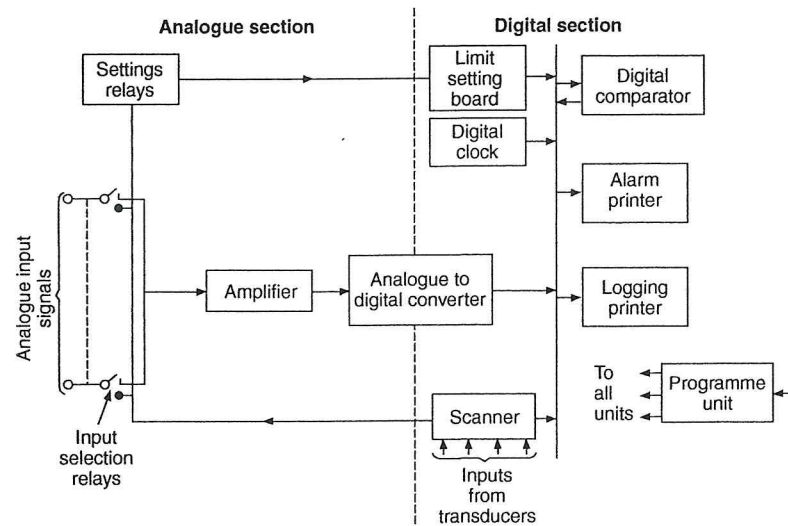 Analogue section
Digital section
Settings
relays
Limit
setting
board
Digital
comparator
Digital
clock
Alarm
printer
Analogue input
signals
Amplifier
Analogue to
digital converter
Logging
printer
To
all
units
Programme
unit
Scanner
Input
selection
relays
Inputs
from
transducers